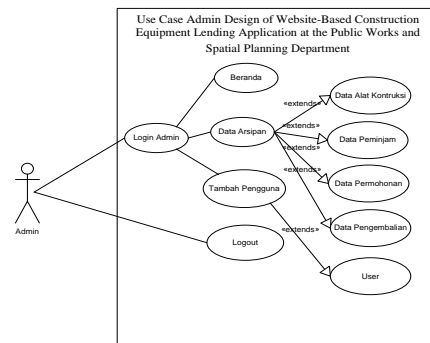 Use Case Admin Design of Website-Based Construction
Equipment Lending Application at the Public Works and
Spatial Planning Department
Beranda
Data Alat Kontruksi
«extends»
Login Admin
Data Arsipan
«extends»
Data Peminjam
«extends»
Tambah Pengguna
Data Permohonan
Admin
Logout
«extends»
Data Pengembalian
User